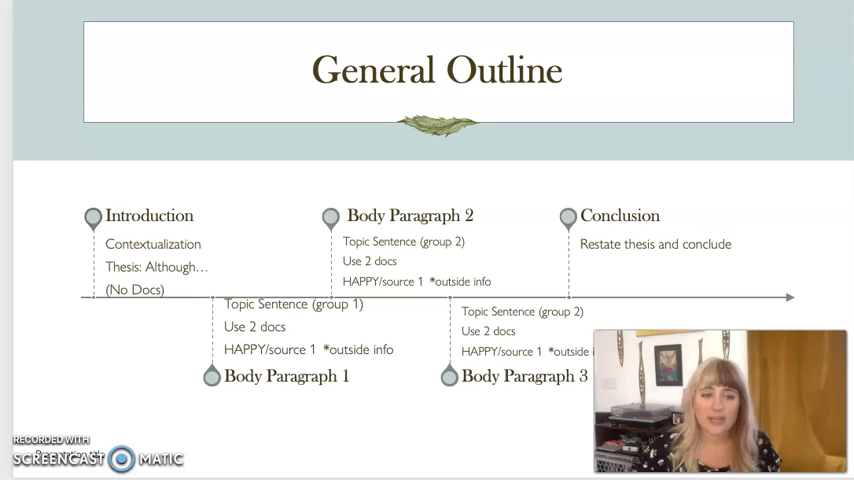 General Outline
Introduction
Contextualization
Thesis: Although…
(No Docs)
Topic Sentence (group 1)
Use 2 docs
HAPPY/source 1 *outside info
Body Paragraph 1
Body Paragraph 2
Topic Sentence (group 2)
Use 2 docs
HAPPY/source 1 *outside info
Topic Sentence (group 2)
Use 2 docs
HAPPY/source 1 *outside
Body Paragraph 3
Conclusion
Restate thesis and conclude
RECORDED WITH
SCREENCAST MATIC